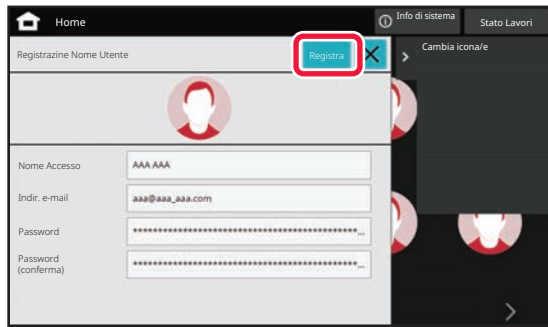 Home
Info di sistema
Stato Lavori
Registrazine Nome Utente
Registra
Cambia icona/e
Nome Accesso
AAA AAA
Indir. e-mail
aaa@aaa_aaa.com
Password
**************************************************...
Password
(conferma)
**************************************************...